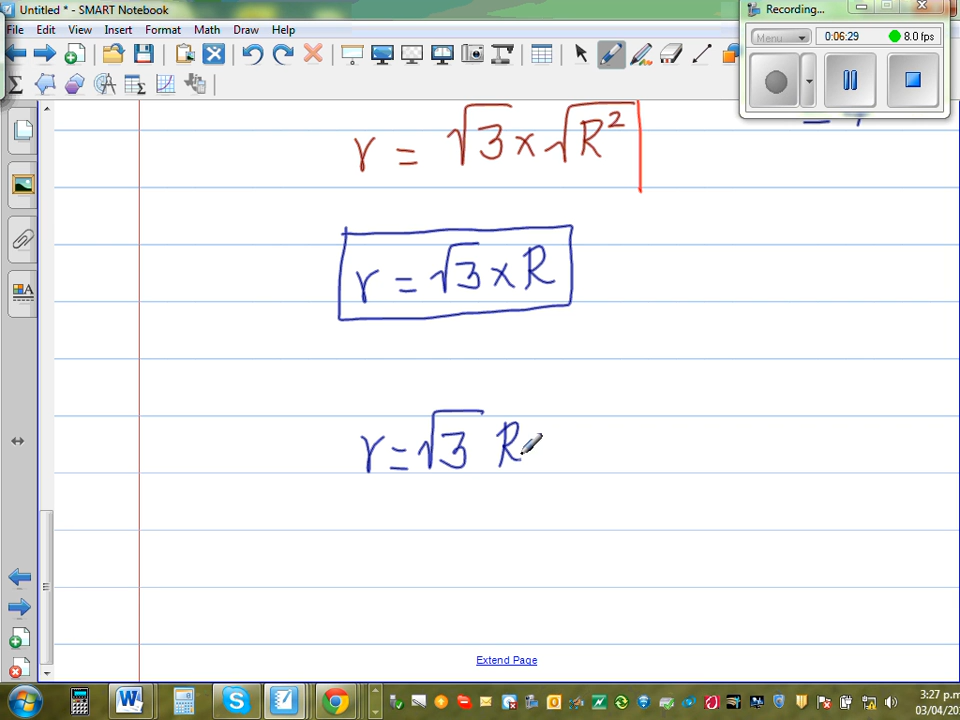 Untitled * - SMART Notebook
Recording...
File Edit View Insert Format Math Draw Help
Menu 0:06:29 8.0 fps
r = √3 x √R²
r = √3 x R
r = √3 R
Extend Page
3:27 p.m
03/04/20